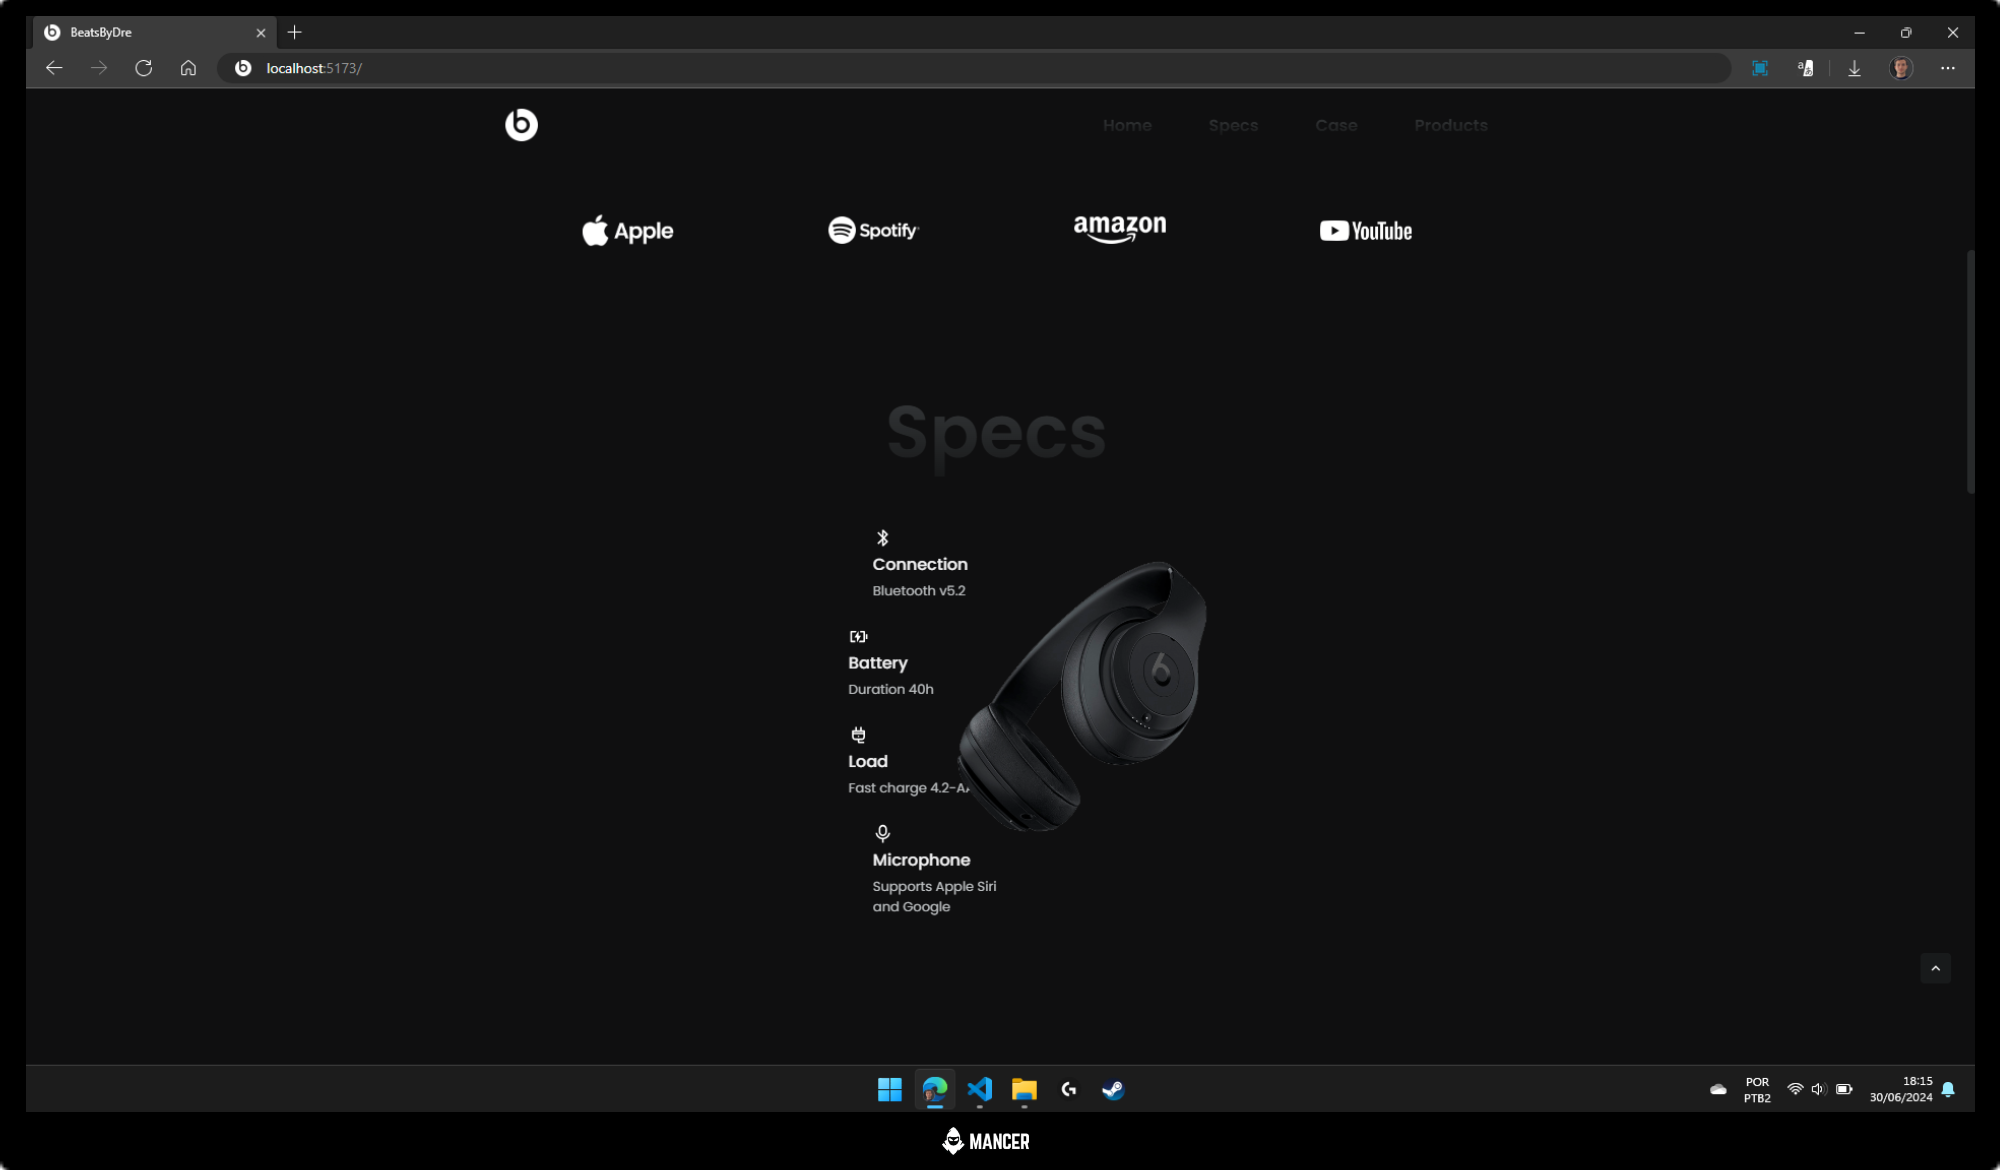 BeatsByDre
localhost:5173/
Home Specs Case Products
Apple Spotify amazon YouTube
Specs
Connection
Bluetooth v5.2
Battery
Duration 40h
Load
Fast charge 4.2-A
Microphone
Supports Apple Siri
and Google
POR
PTB2
18:15
30/06/2024
MANCER